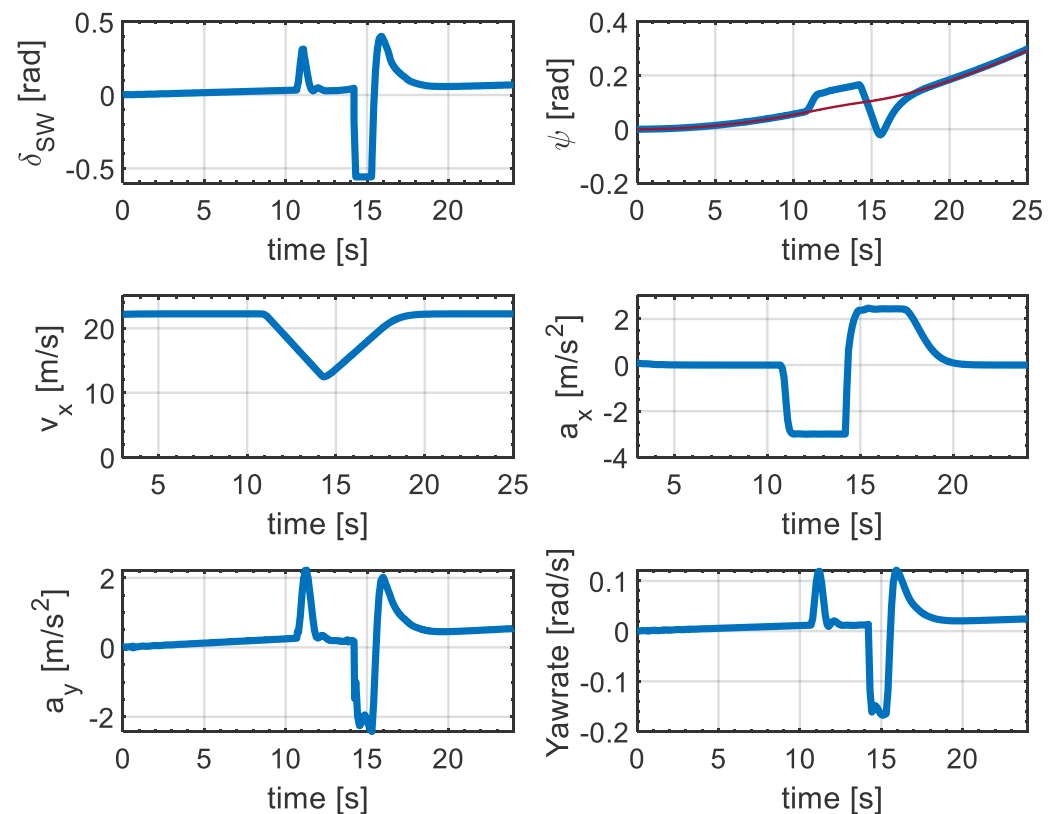 δSW [rad]
0.5
0
-0.5
0 5 10 15 20
time [s]
ψ [rad]
0.4
0.2
0
-0.2
0 5 10 15 20 25
time [s]
vx [m/s]
20
10
0
5 10 15 20 25
time [s]
ax [m/s2]
2
0
-2
-4
5 10 15 20
time [s]
ay [m/s2]
2
0
-2
0 5 10 15 20
time [s]
Yawrate [rad/s]
0.1
0
-0.1
-0.2
0 5 10 15 20
time [s]